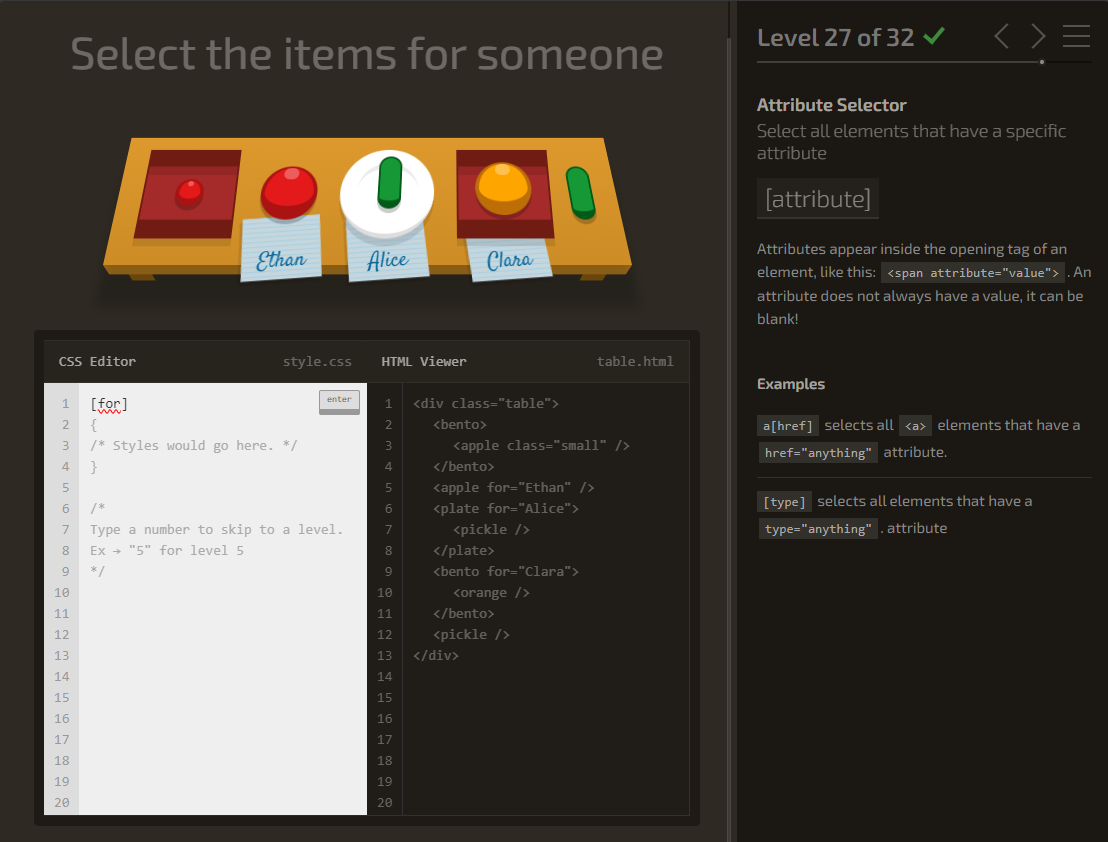 Select the items for someone
Ethan
Alice
Clara
CSS Editor
style.css
1
2
3
4
5
6
7
8
9
10
11
12
13
14
15
16
17
18
19
20
[for]
enter
{
/* Styles would go here. */
}
/*
Type a number to skip to a level.
Ex → "5" for level 5
*/
HTML Viewer
table.html
1
2
3
4
5
6
7
8
9
10
11
12
13
14
15
16
17
18
19
20
<div class="table">
<bento>
<apple class="small" />
</bento>
<apple for="Ethan" />
<plate for="Alice">
<pickle />
</plate>
<bento for="Clara">
<orange />
</bento>
<pickle />
</div>
Level 27 of 32
Attribute Selector
Select all elements that have a specific
attribute
[attribute]
Attributes appear inside the opening tag of an
element, like this: <span attribute="value">. An
attribute does not always have a value, it can be
blank!
Examples
a[href] selects all <a> elements that have a
href="anything" attribute.
[type] selects all elements that have a
type="anything" . attribute